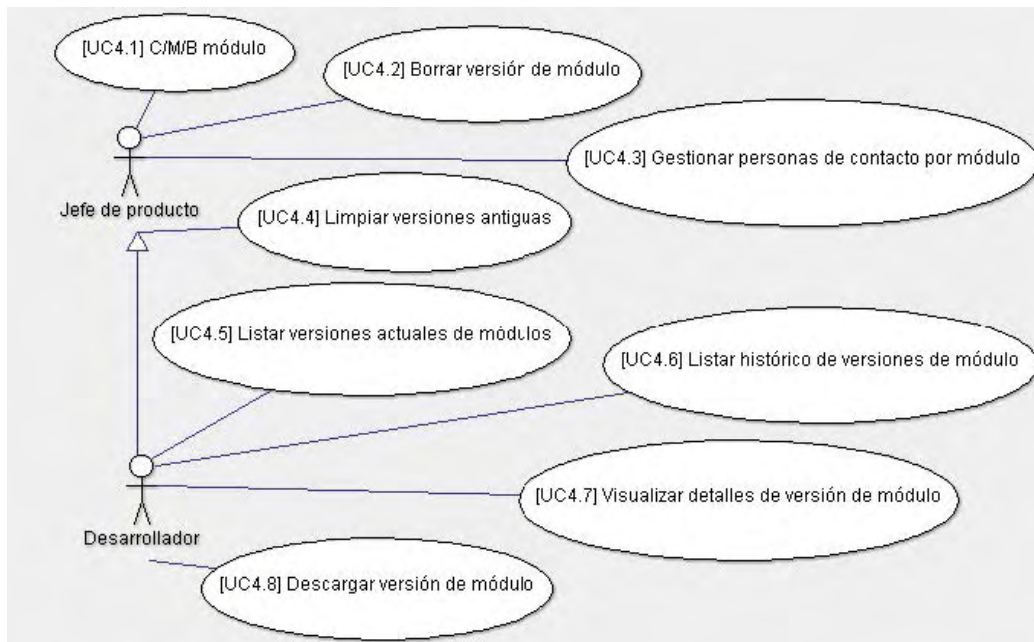 [UC4.1] C/M/B módulo
[UC4.2] Borrar versión de módulo
[UC4.3] Gestionar personas de contacto por módulo
Jefe de producto
[UC4.4] Limpiar versiones antiguas
[UC4.5] Listar versiones actuales de módulos
[UC4.6] Listar histórico de versiones de módulo
[UC4.7] Visualizar detalles de versión de módulo
Desarrollador
[UC4.8] Descargar versión de módulo